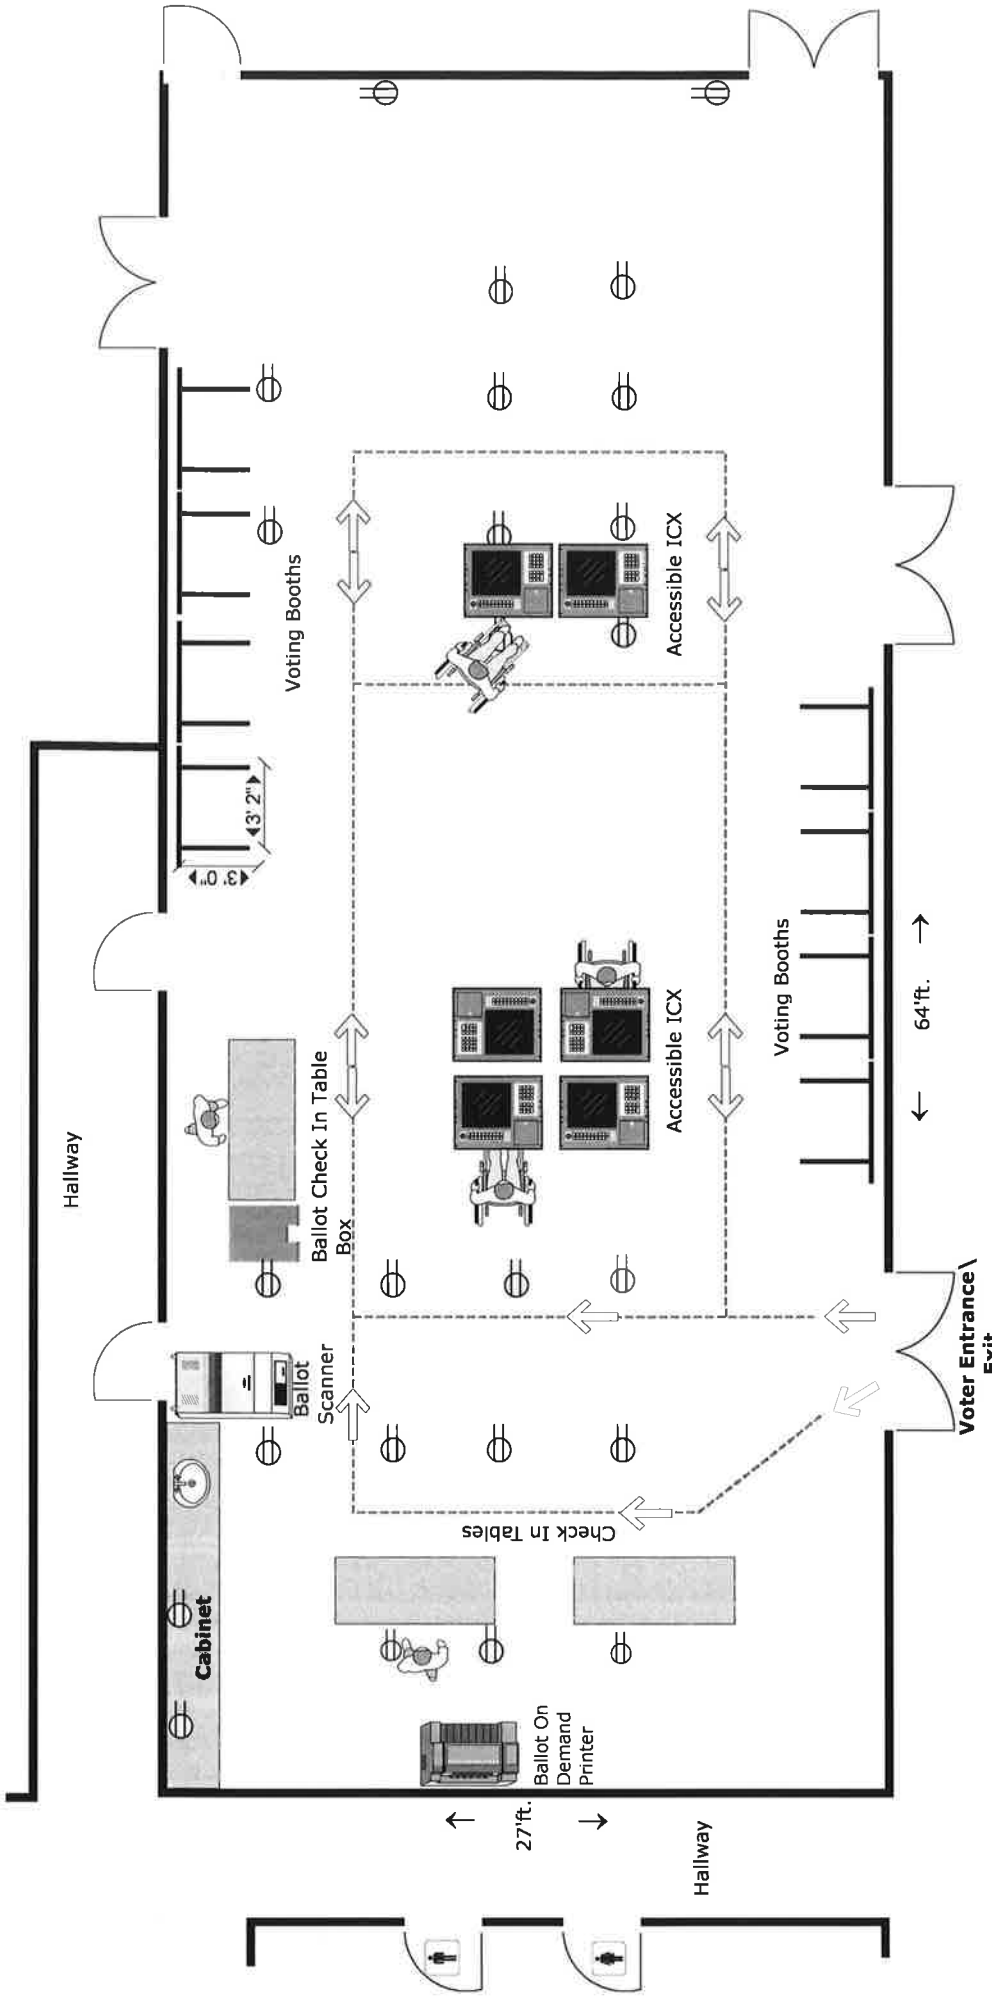 Hallway
Voting Booths
3' 2"
3' 0"
Accessible ICX
Ballot Check In Table
Box
Accessible ICX
Voting Booths
64'ft.
Ballot
Scanner
Voter Entrance\
Exit
Check In Tables
Cabinet
Ballot On
Demand
Printer
27'ft.
Hallway